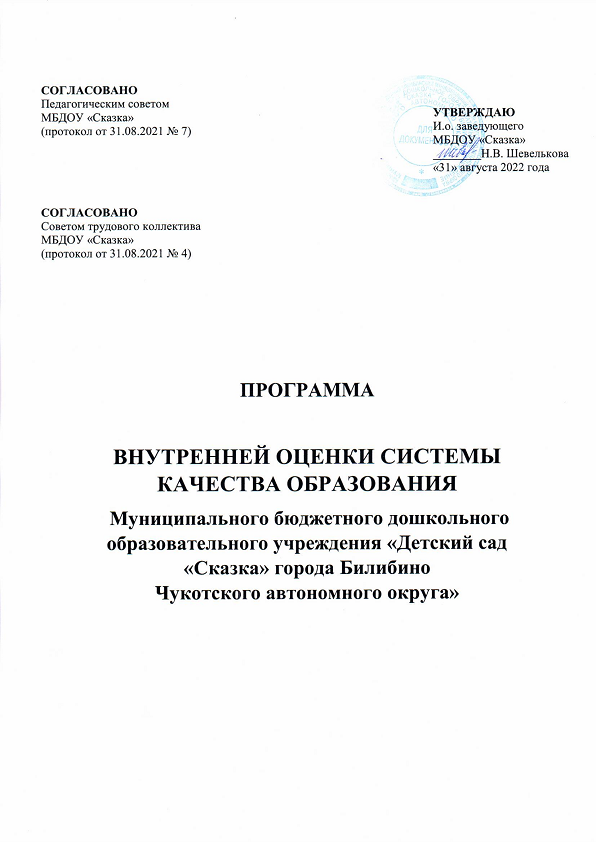 СОГЛАСОВАНО
Педагогическим советом
МБДОУ «Сказка»
(протокол от 31.08.2021 № 7)
УТВЕРЖДАЮ
И.о. заведующего
МБДОУ «Сказка»
Н.В. Шевелькова
«31» августа 2022 года
СОГЛАСОВАНО
Советом трудового коллектива
МБДОУ «Сказка»
(протокол от 31.08.2021 № 4)
ПРОГРАММА
ВНУТРЕННЕЙ ОЦЕНКИ СИСТЕМЫ
КАЧЕСТВА ОБРАЗОВАНИЯ
Муниципального бюджетного дошкольного
образовательного учреждения «Детский сад
«Сказка» города Билибино
Чукотского автономного округа»